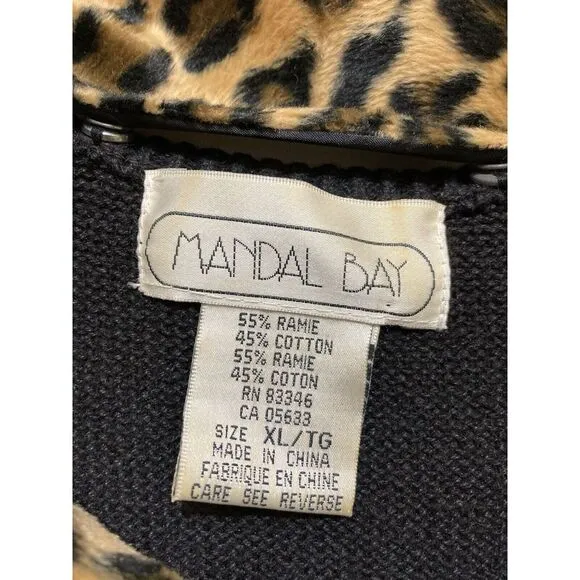 MANDAL BAY
55% RAMIE
45% COTTON
55% RAMIE
45% COTON
RN 83346
CA 05633
SIZE XL/TG
MADE IN CHINA
FABRIQUE EN CHINE
CARE SEE REVERSE